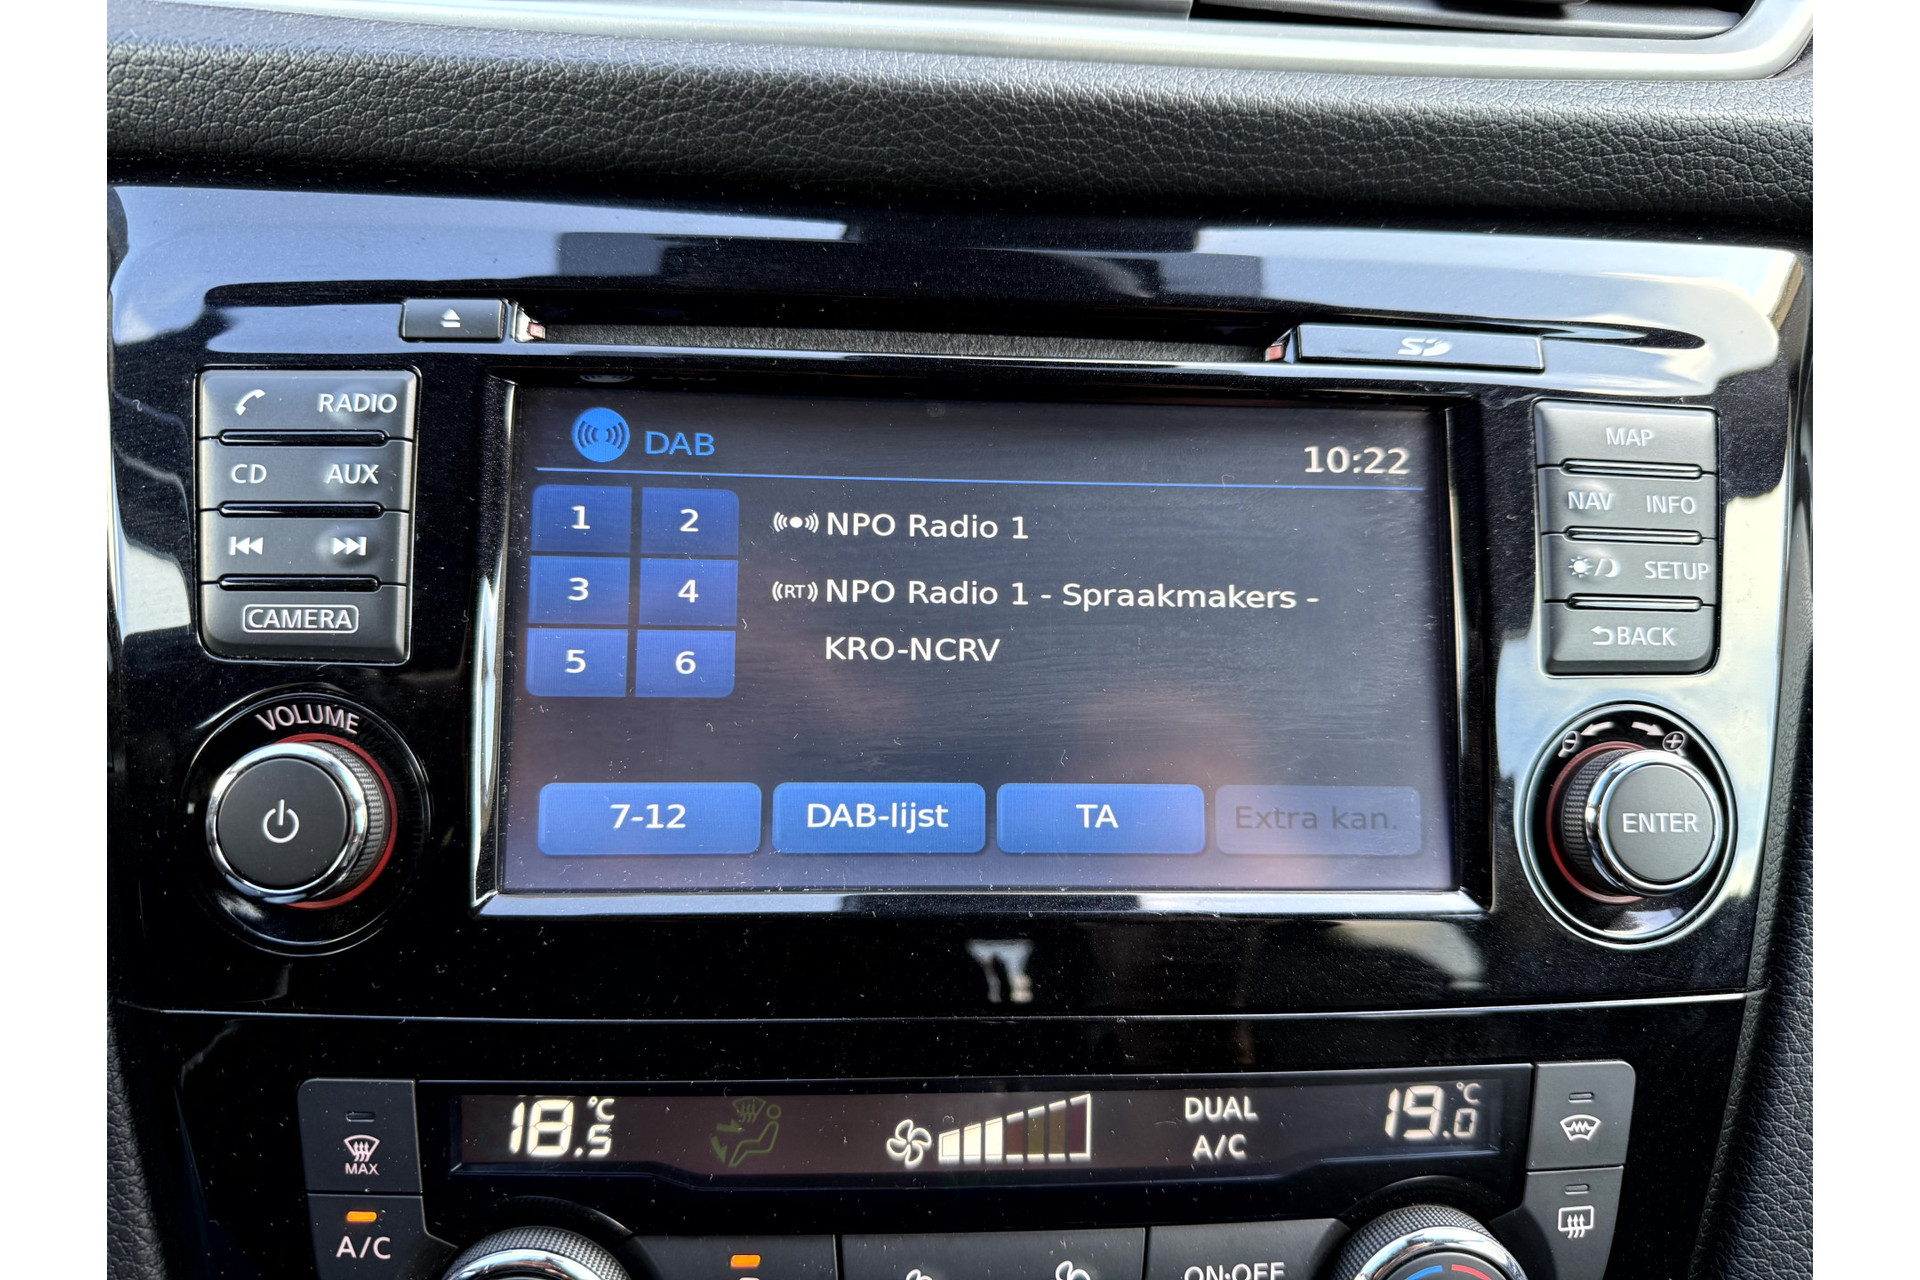 RADIO
CD AUX
CAMERA
VOLUME
DAB
10:22
1 2
3 4
5 6
NPO Radio 1
(RT) NPO Radio 1 - Spraakmakers -
KRO-NCRV
7-12 DAB-lijst TA Extra kan.
MAP
NAV INFO
SETUP
BACK
ENTER
18.5 °C
DUAL
A/C
19.0 °C
MAX
A/C
ON·OFF